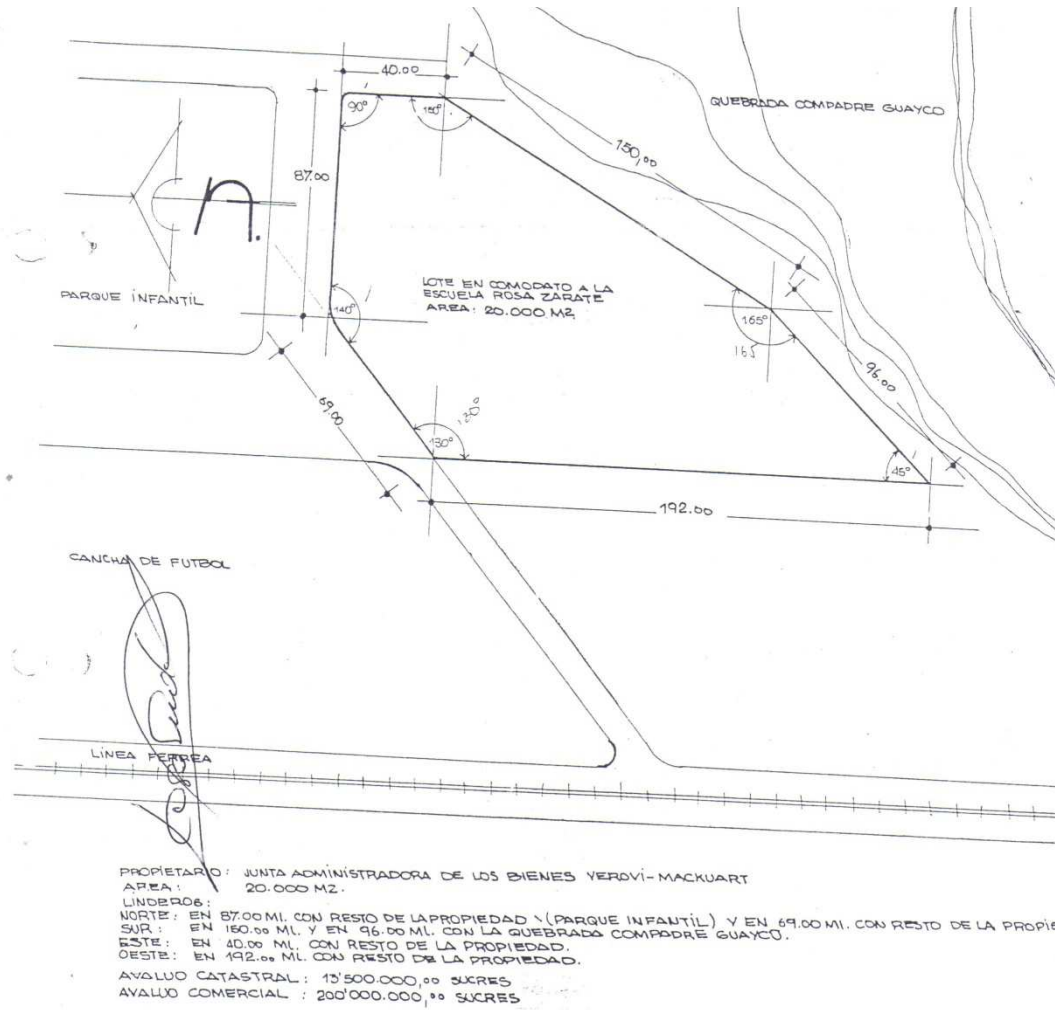 40.00
QUEBRADA COMPADRE GUAYCO
90°
150°
150,00
87.00
n.
PARQUE INFANTIL
LOTE EN COMODATO A LA
ESCUELA ROSA ZARATE
AREA: 20.000 M2
140°
165°
165
96.00
69.00
130°
130°
45°
192.00
CANCHA DE FUTBOL
LINEA FERREA
PROPIETARIO: JUNTA ADMINISTRADORA DE LOS BIENES YEROVI-MACKUART
AREA: 20.000 M2.
LINDEROS:
NORTE: EN 87.00 Ml. CON RESTO DE LA PROPIEDAD (PARQUE INFANTIL) Y EN 69.00 Ml. CON RESTO DE LA PROPIE
SUR: EN 150.00 ML. Y EN 96.00 ML. CON LA QUEBRADA COMPADRE GUAYCO.
ESTE: EN 40.00 ML. CON RESTO DE LA PROPIEDAD.
OESTE: EN 192.00 ML. CON RESTO DE LA PROPIEDAD.
AVALUO CATASTRAL: 13'500.000,00 SUCRES
AVALUO COMERCIAL: 200'000.000,00 SUCRES